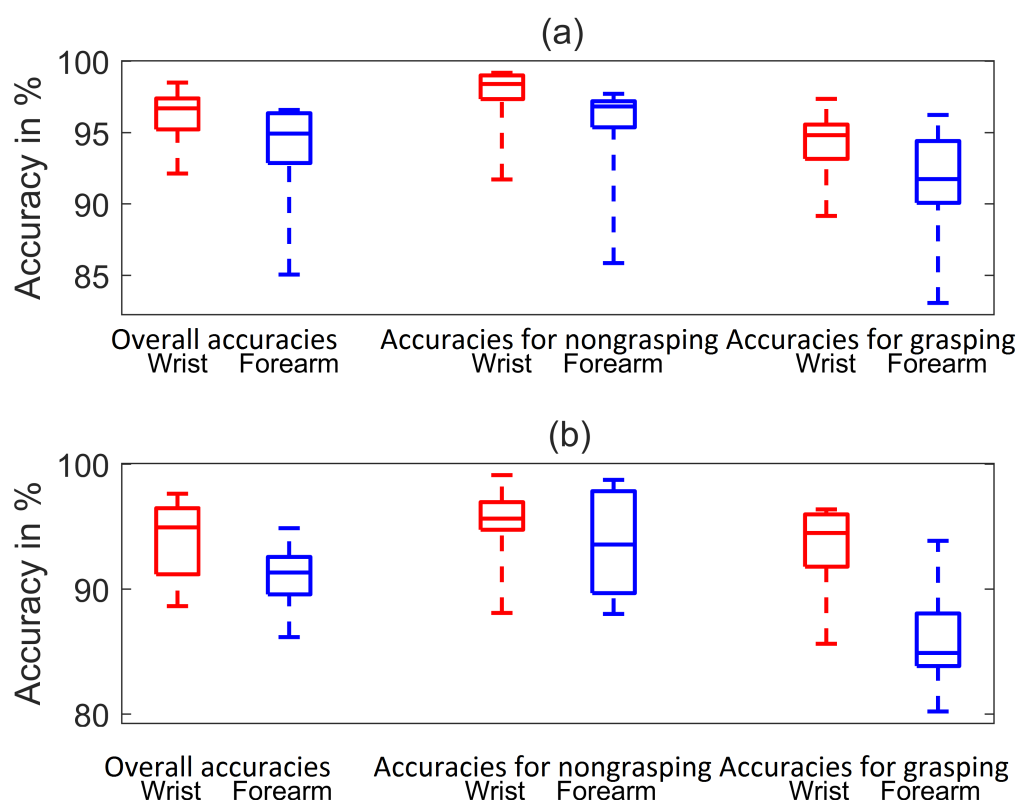 (a)
Accuracy in %
100
95
90
85
Overall accuracies Accuracies for nongrasping Accuracies for grasping
Wrist Forearm Wrist Forearm Wrist Forearm
(b)
Accuracy in %
100
90
80
Overall accuracies Accuracies for nongrasping Accuracies for grasping
Wrist Forearm Wrist Forearm Wrist Forearm